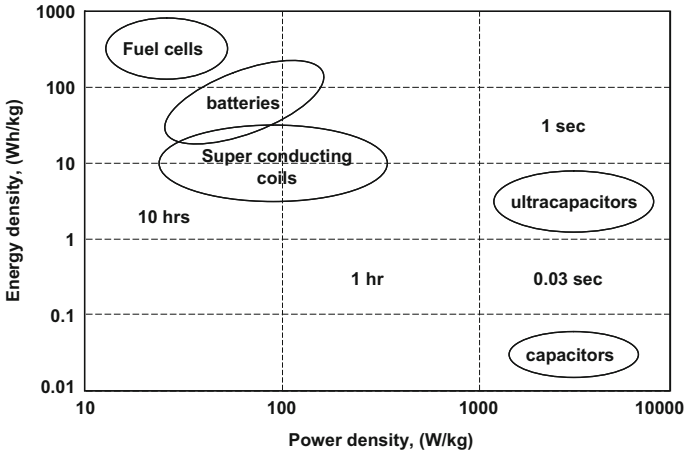 1000
Fuel cells
100
batteries
1 sec
Super conducting
coils
10
ultracapacitors
10 hrs
1
1 hr
0.03 sec
0.1
capacitors
0.01
10
100
1000
10000
Energy density, (Wh/kg)
Power density, (W/kg)